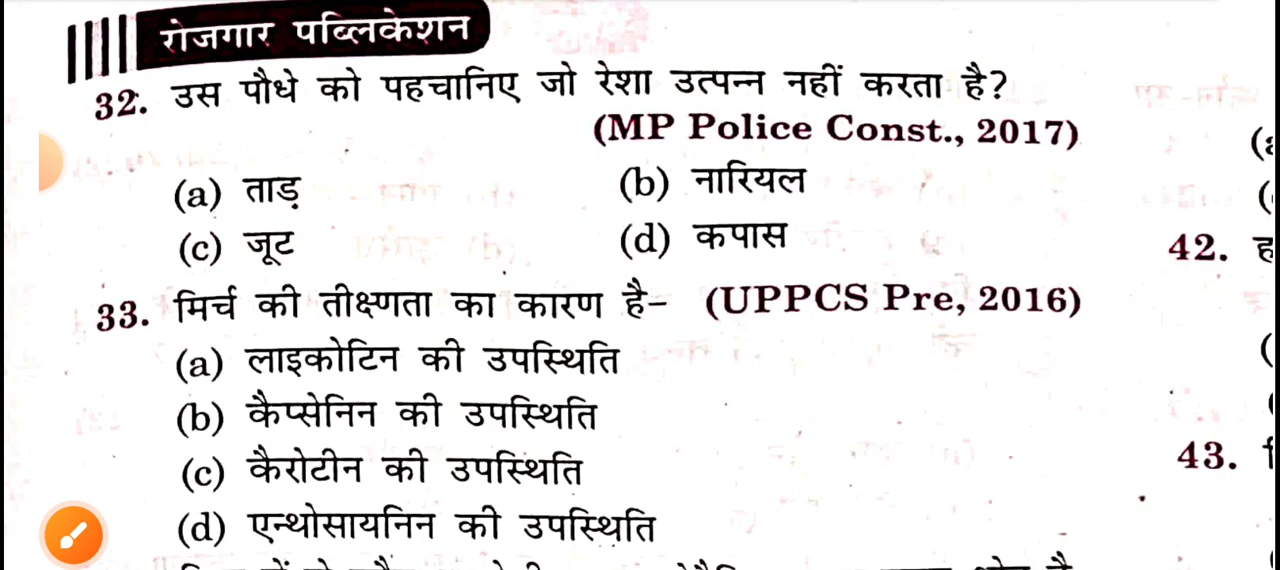 रोजगार पब्लिकेशन
32. उस पौधे को पहचानिए जो रेशा उत्पन्न नहीं करता है?
(MP Police Const., 2017)
(a) ताड़ (b) नारियल
(c) जूट (d) कपास
33. मिर्च की तीक्ष्णता का कारण है– (UPPCS Pre, 2016)
(a) लाइकोटिन की उपस्थिति
(b) कैप्सेनिन की उपस्थिति
(c) कैरोटीन की उपस्थिति
(d) एन्थोसायनिन की उपस्थिति
42.
43.